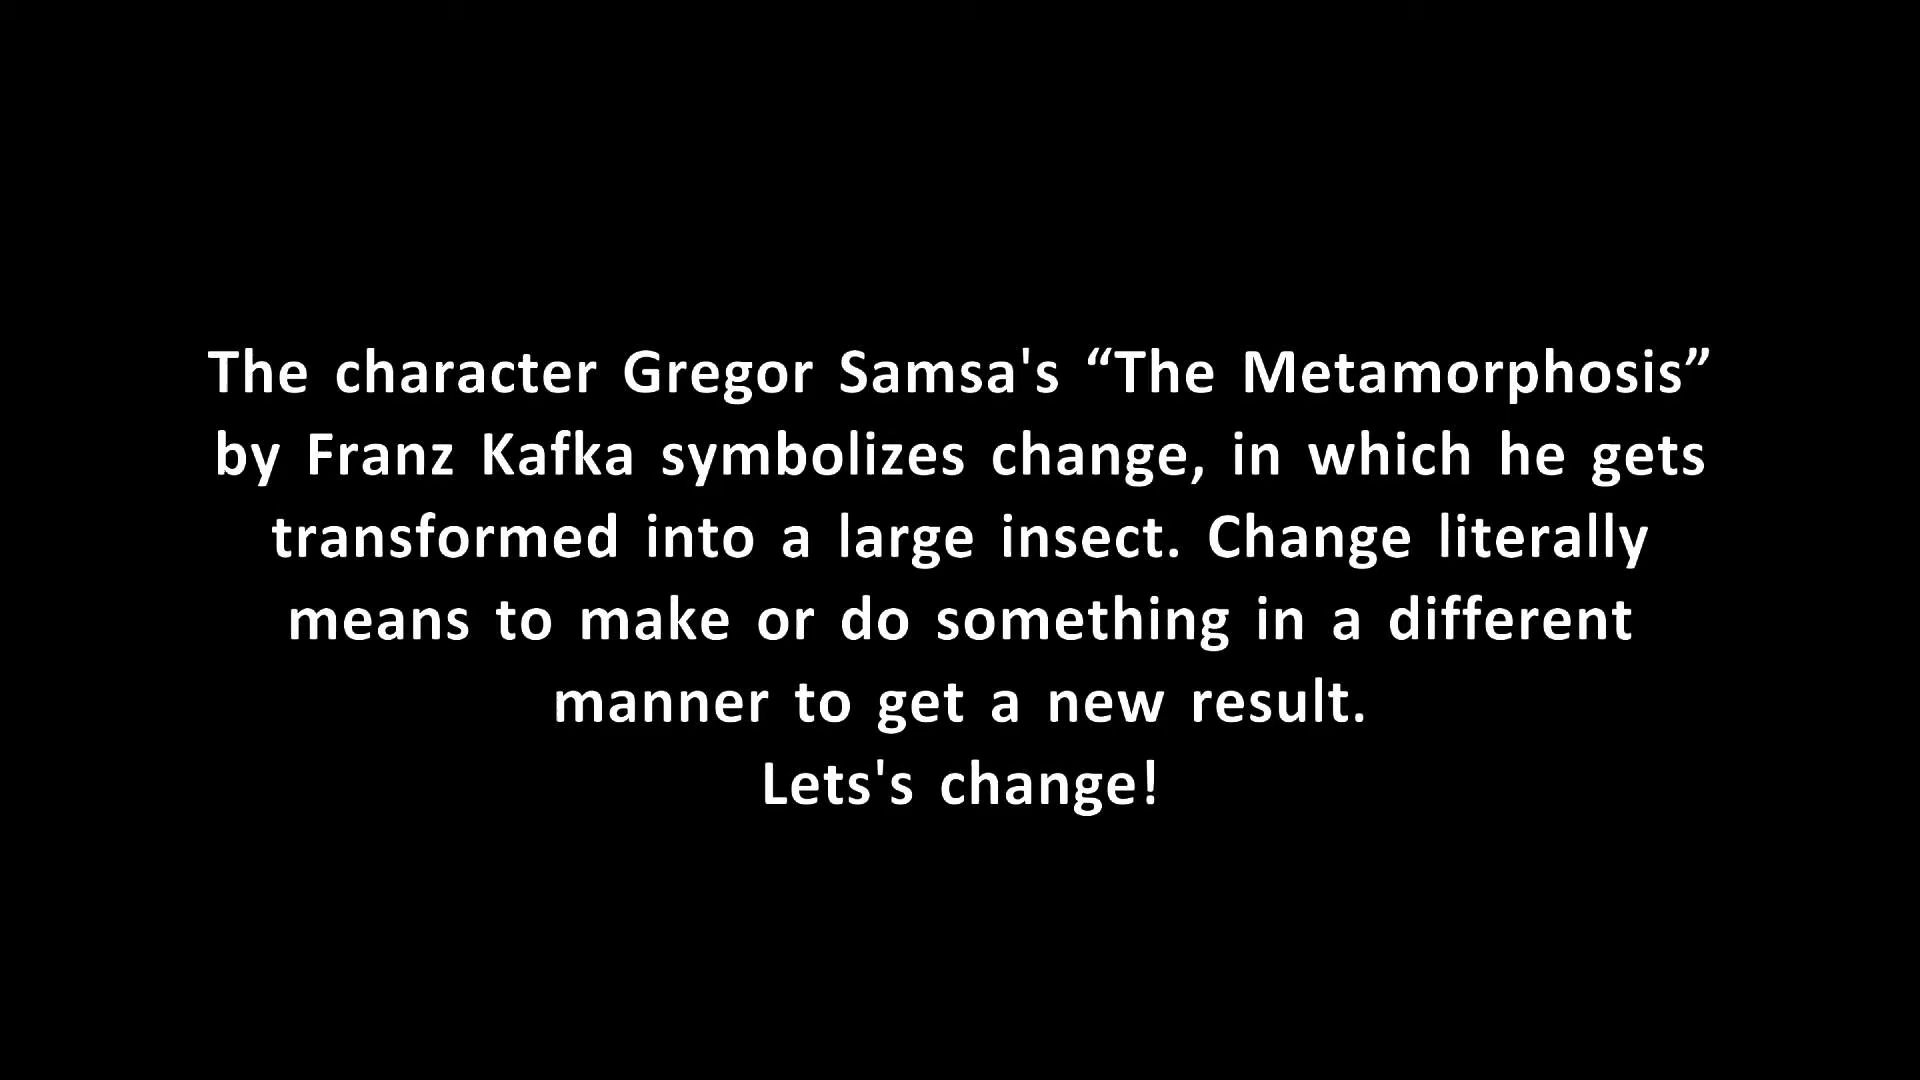 The character Gregor Samsa's “The Metamorphosis”
by Franz Kafka symbolizes change, in which he gets
transformed into a large insect. Change literally
means to make or do something in a different
manner to get a new result.
Lets's change!